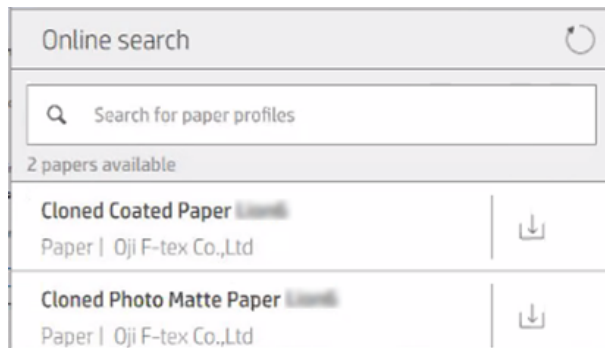 Online search
Search for paper profiles
2 papers available
Cloned Coated Paper
Paper | Oji F-tex Co.,Ltd
Cloned Photo Matte Paper
Paper | Oji F-tex Co.,Ltd